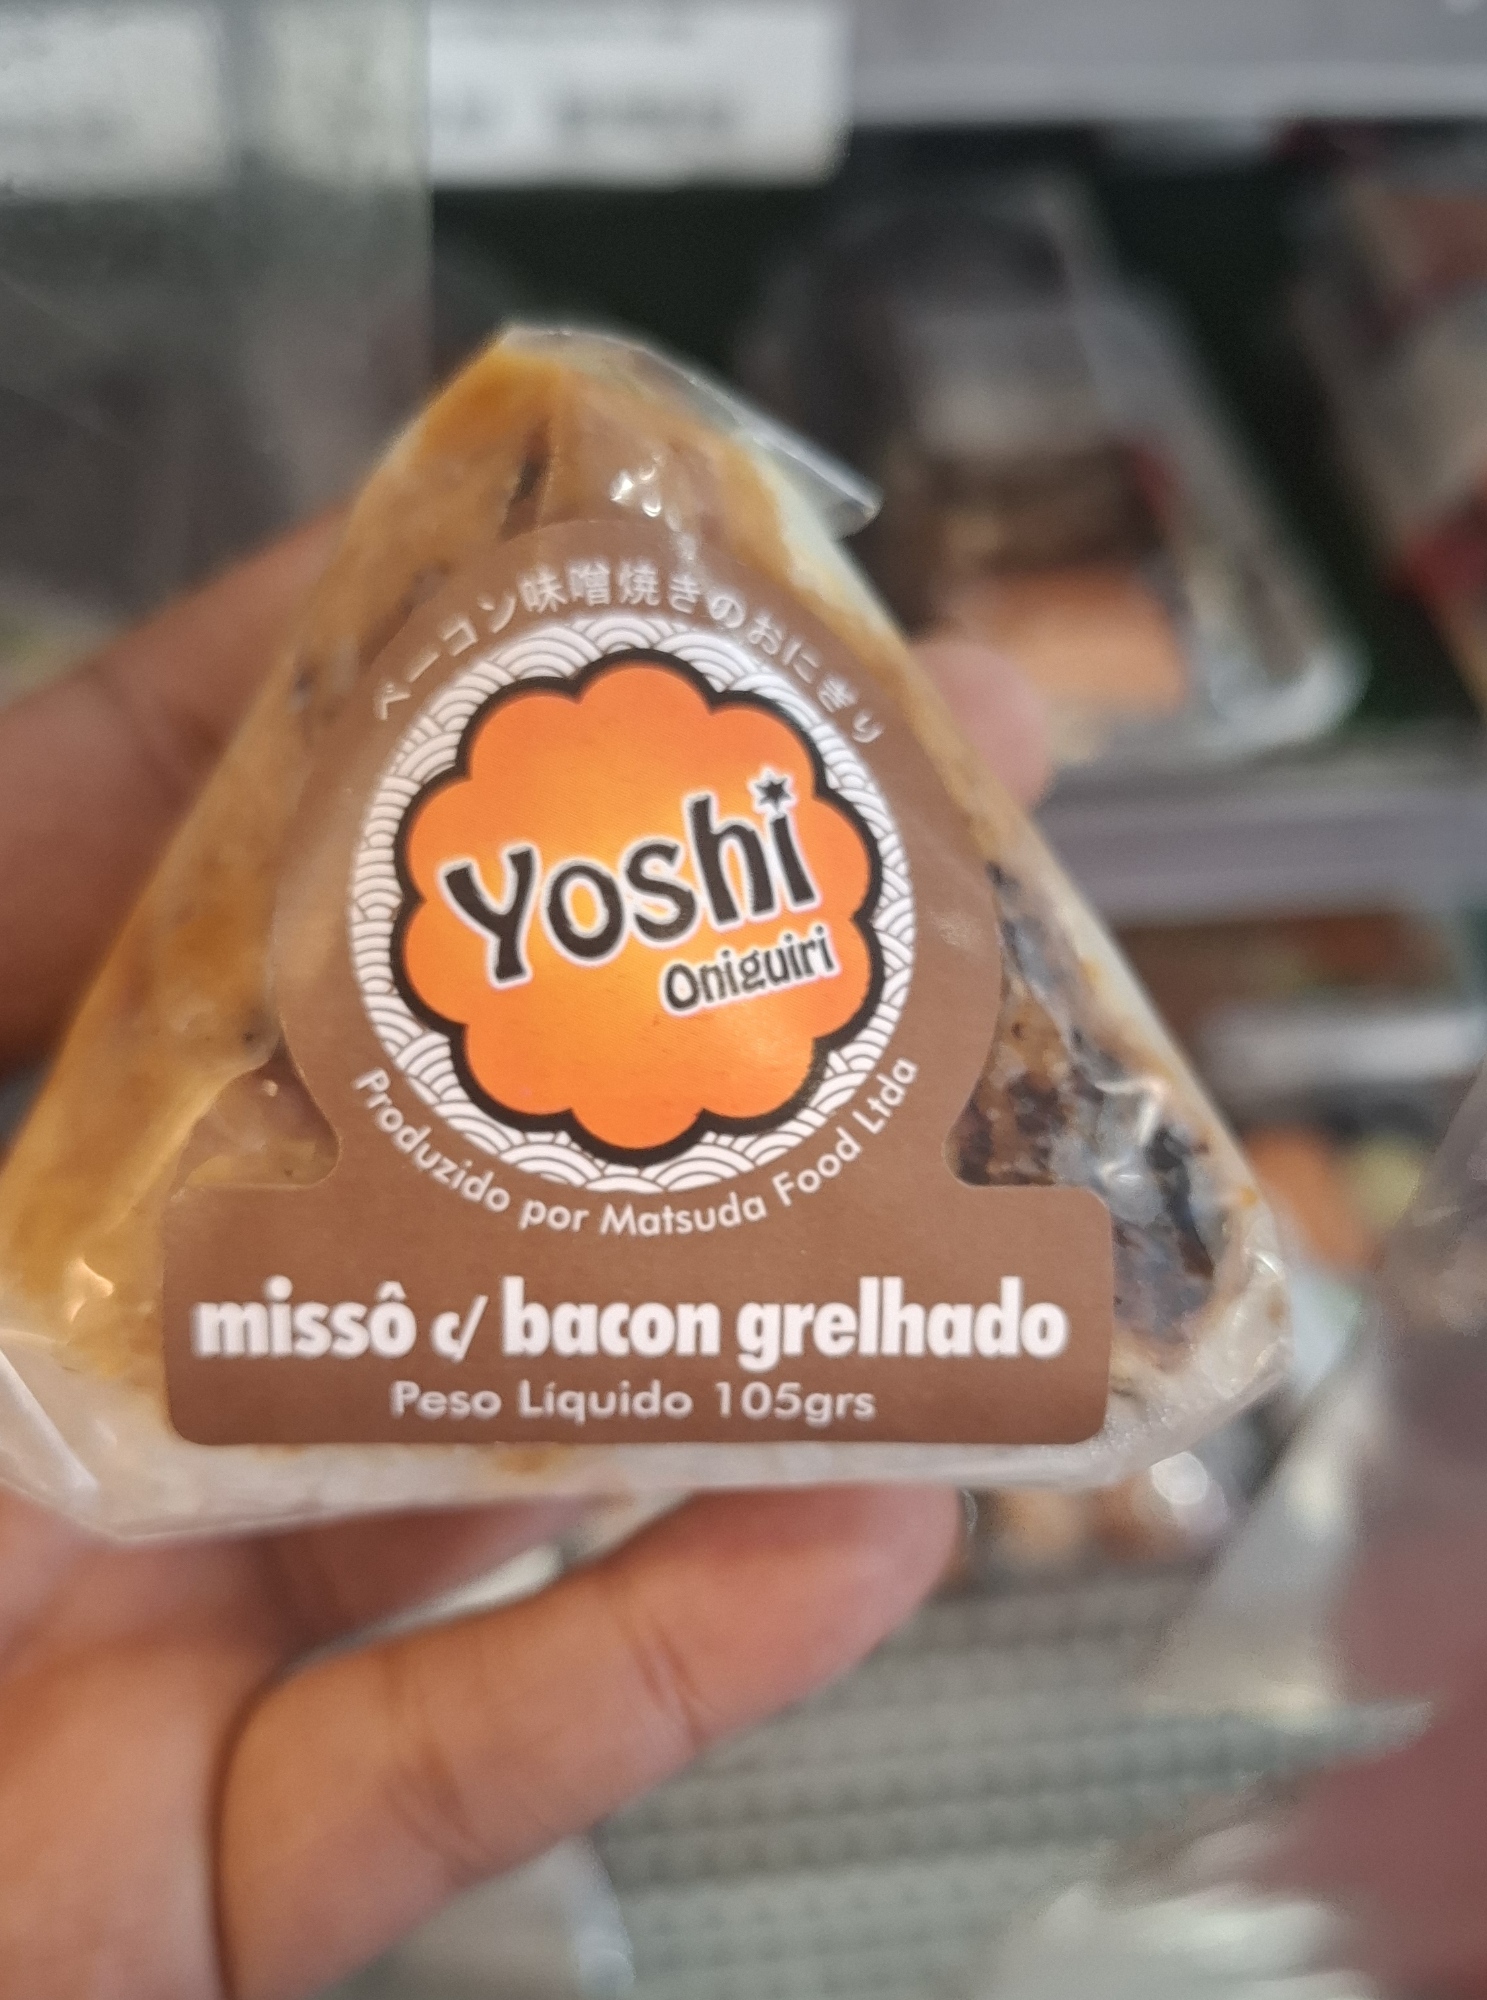 ベーコン味噌焼きのおにぎり
Yoshi
Oniguiri
Produzido por Matsuda Food Ltda
missô c/ bacon grelhado
Peso Líquido 105grs